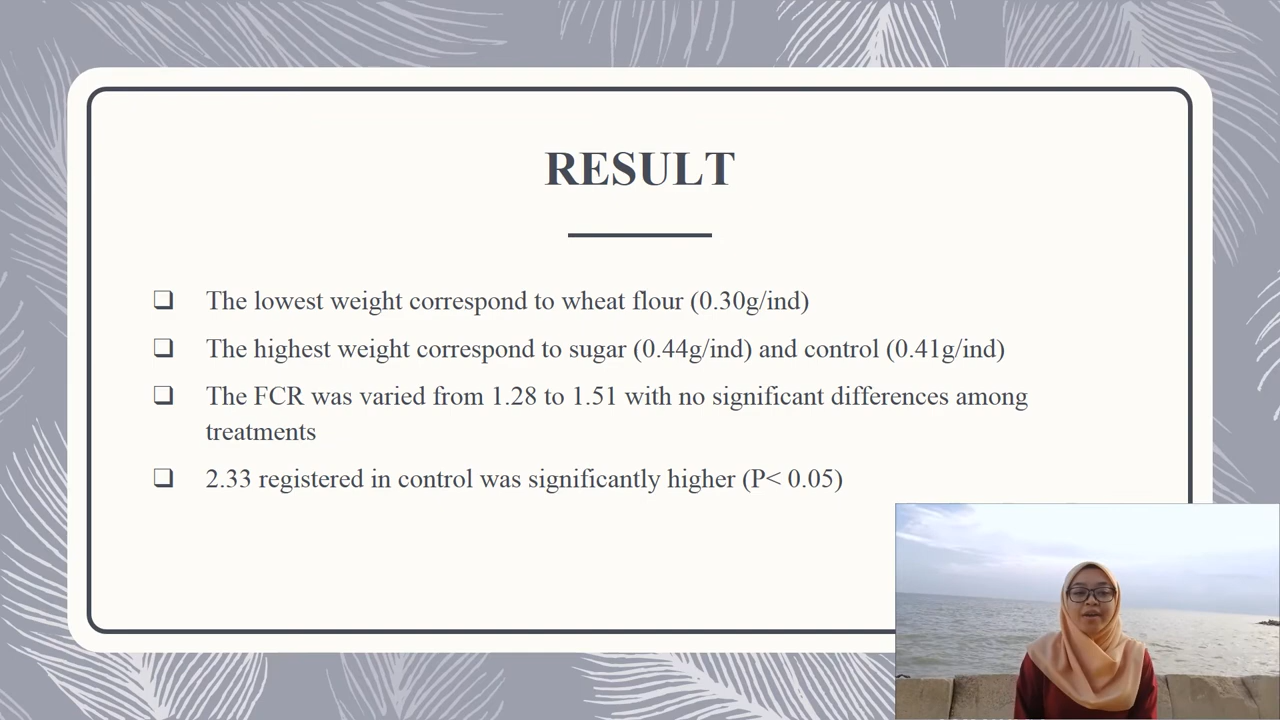 RESULT
❑ The lowest weight correspond to wheat flour (0.30g/ind)
❑ The highest weight correspond to sugar (0.44g/ind) and control (0.41g/ind)
❑ The FCR was varied from 1.28 to 1.51 with no significant differences among
treatments
❑ 2.33 registered in control was significantly higher (P< 0.05)